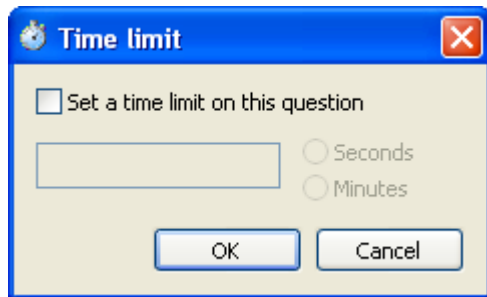 Time limit
Set a time limit on this question
Seconds
Minutes
OK
Cancel